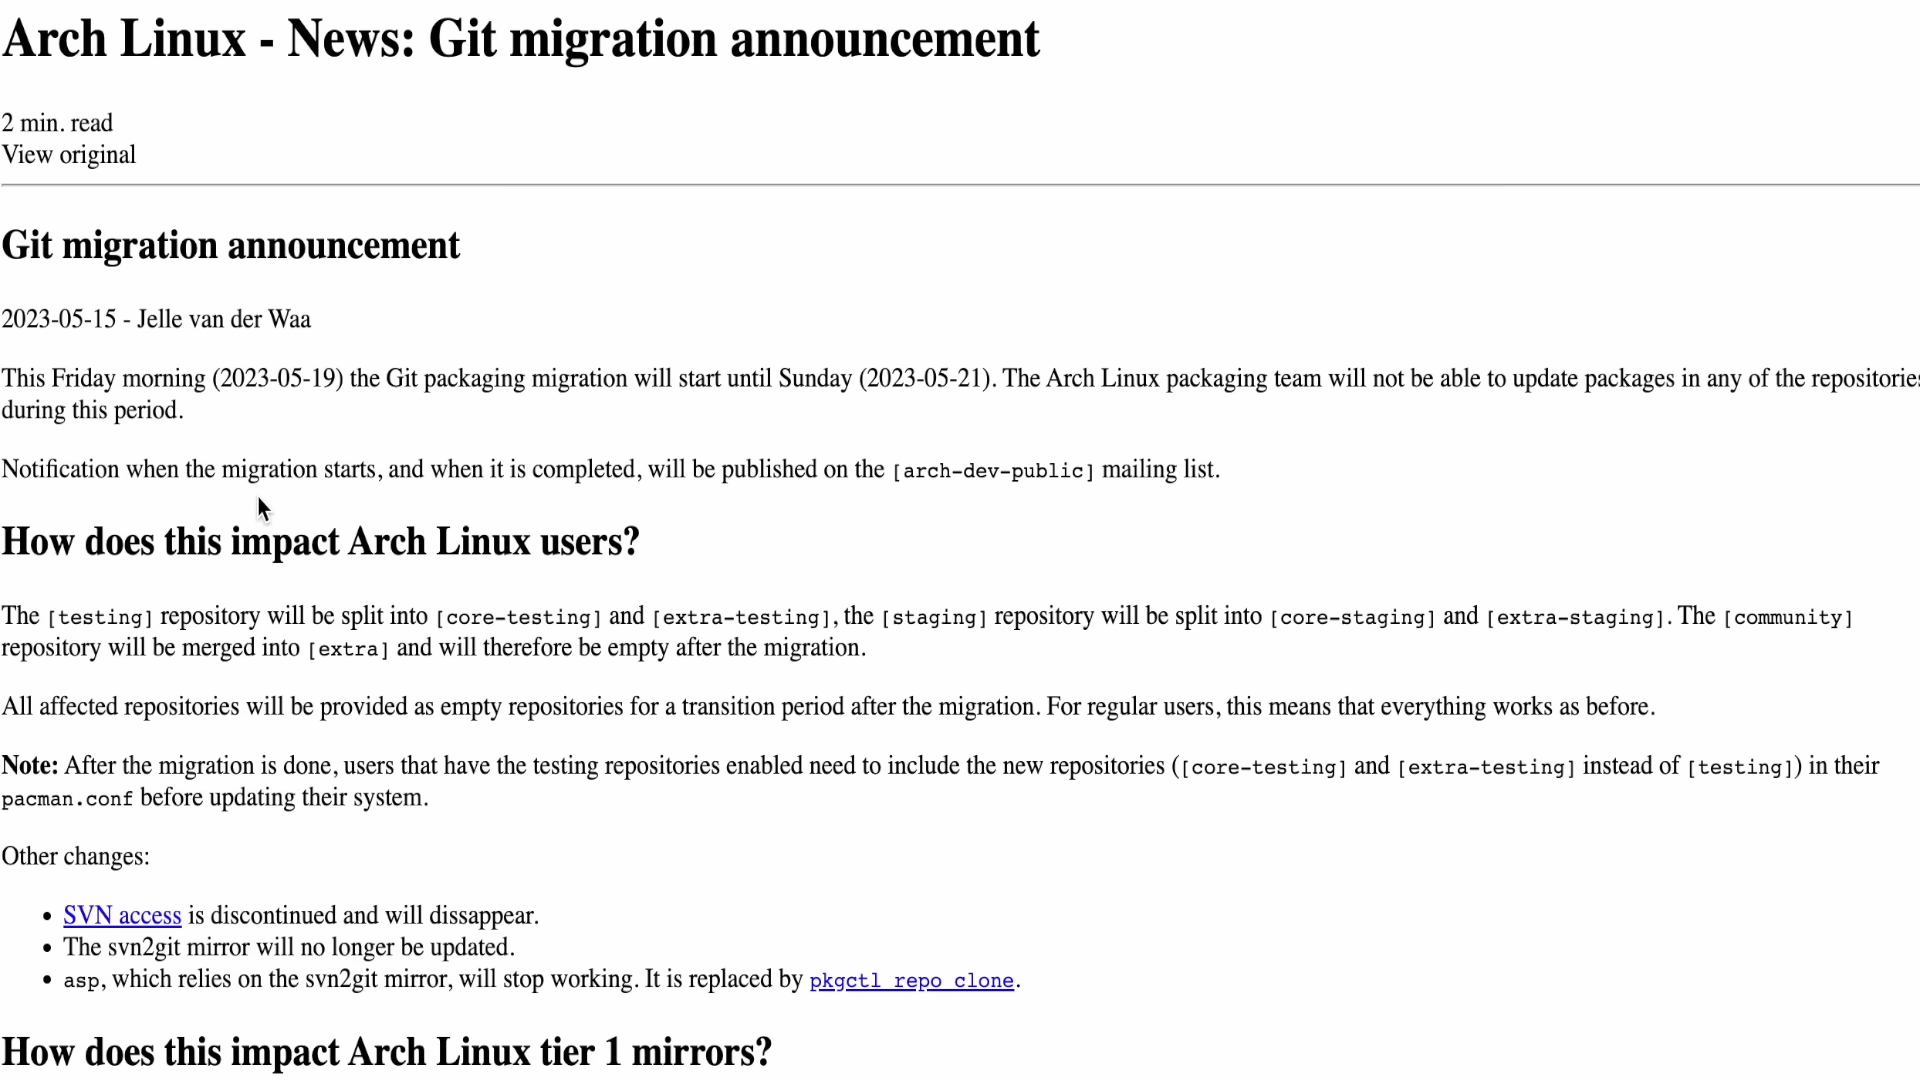 Arch Linux - News: Git migration announcement
2 min. read
View original
Git migration announcement
2023-05-15 - Jelle van der Waa
This Friday morning (2023-05-19) the Git packaging migration will start until Sunday (2023-05-21). The Arch Linux packaging team will not be able to update packages in any of the repositories
during this period.
Notification when the migration starts, and when it is completed, will be published on the [arch-dev-public] mailing list.
How does this impact Arch Linux users?
The [testing] repository will be split into [core-testing] and [extra-testing], the [staging] repository will be split into [core-staging] and [extra-staging]. The [community]
repository will be merged into [extra] and will therefore be empty after the migration.
All affected repositories will be provided as empty repositories for a transition period after the migration. For regular users, this means that everything works as before.
Note: After the migration is done, users that have the testing repositories enabled need to include the new repositories ([core-testing] and [extra-testing] instead of [testing]) in their
pacman.conf before updating their system.
Other changes:
• SVN access is discontinued and will dissappear.
• The svn2git mirror will no longer be updated.
• asp, which relies on the svn2git mirror, will stop working. It is replaced by pkgctl repo clone.
How does this impact Arch Linux tier 1 mirrors?